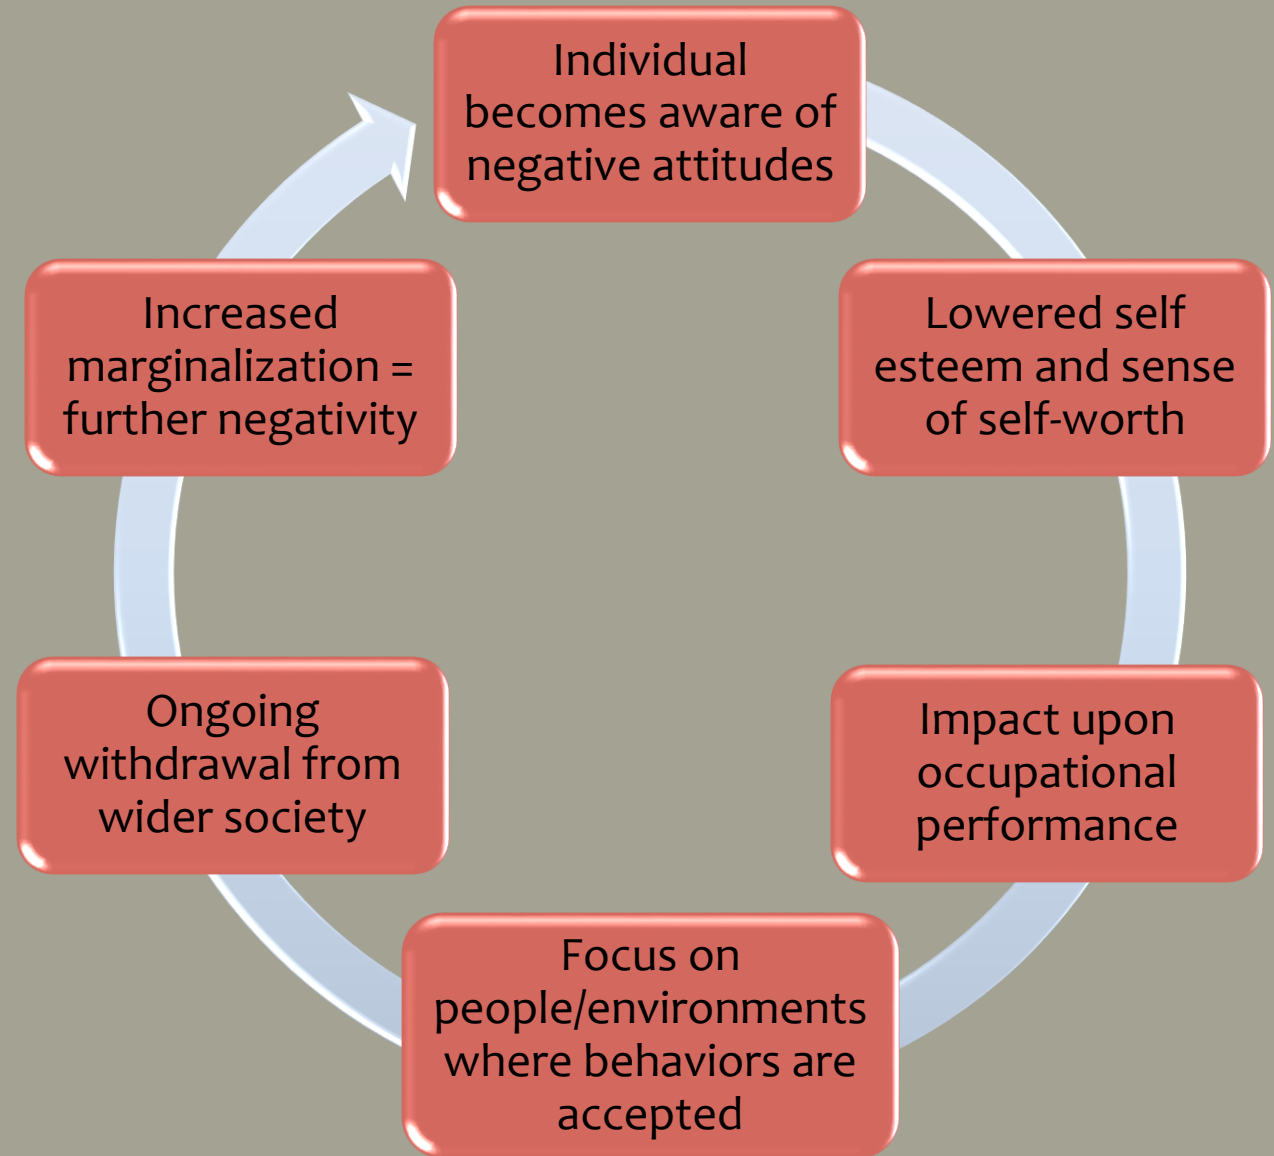 Individual
becomes aware of
negative attitudes
Lowered self
esteem and sense
of self-worth
Impact upon
occupational
performance
Focus on
people/environments
where behaviors are
accepted
Ongoing
withdrawal from
wider society
Increased
marginalization =
further negativity